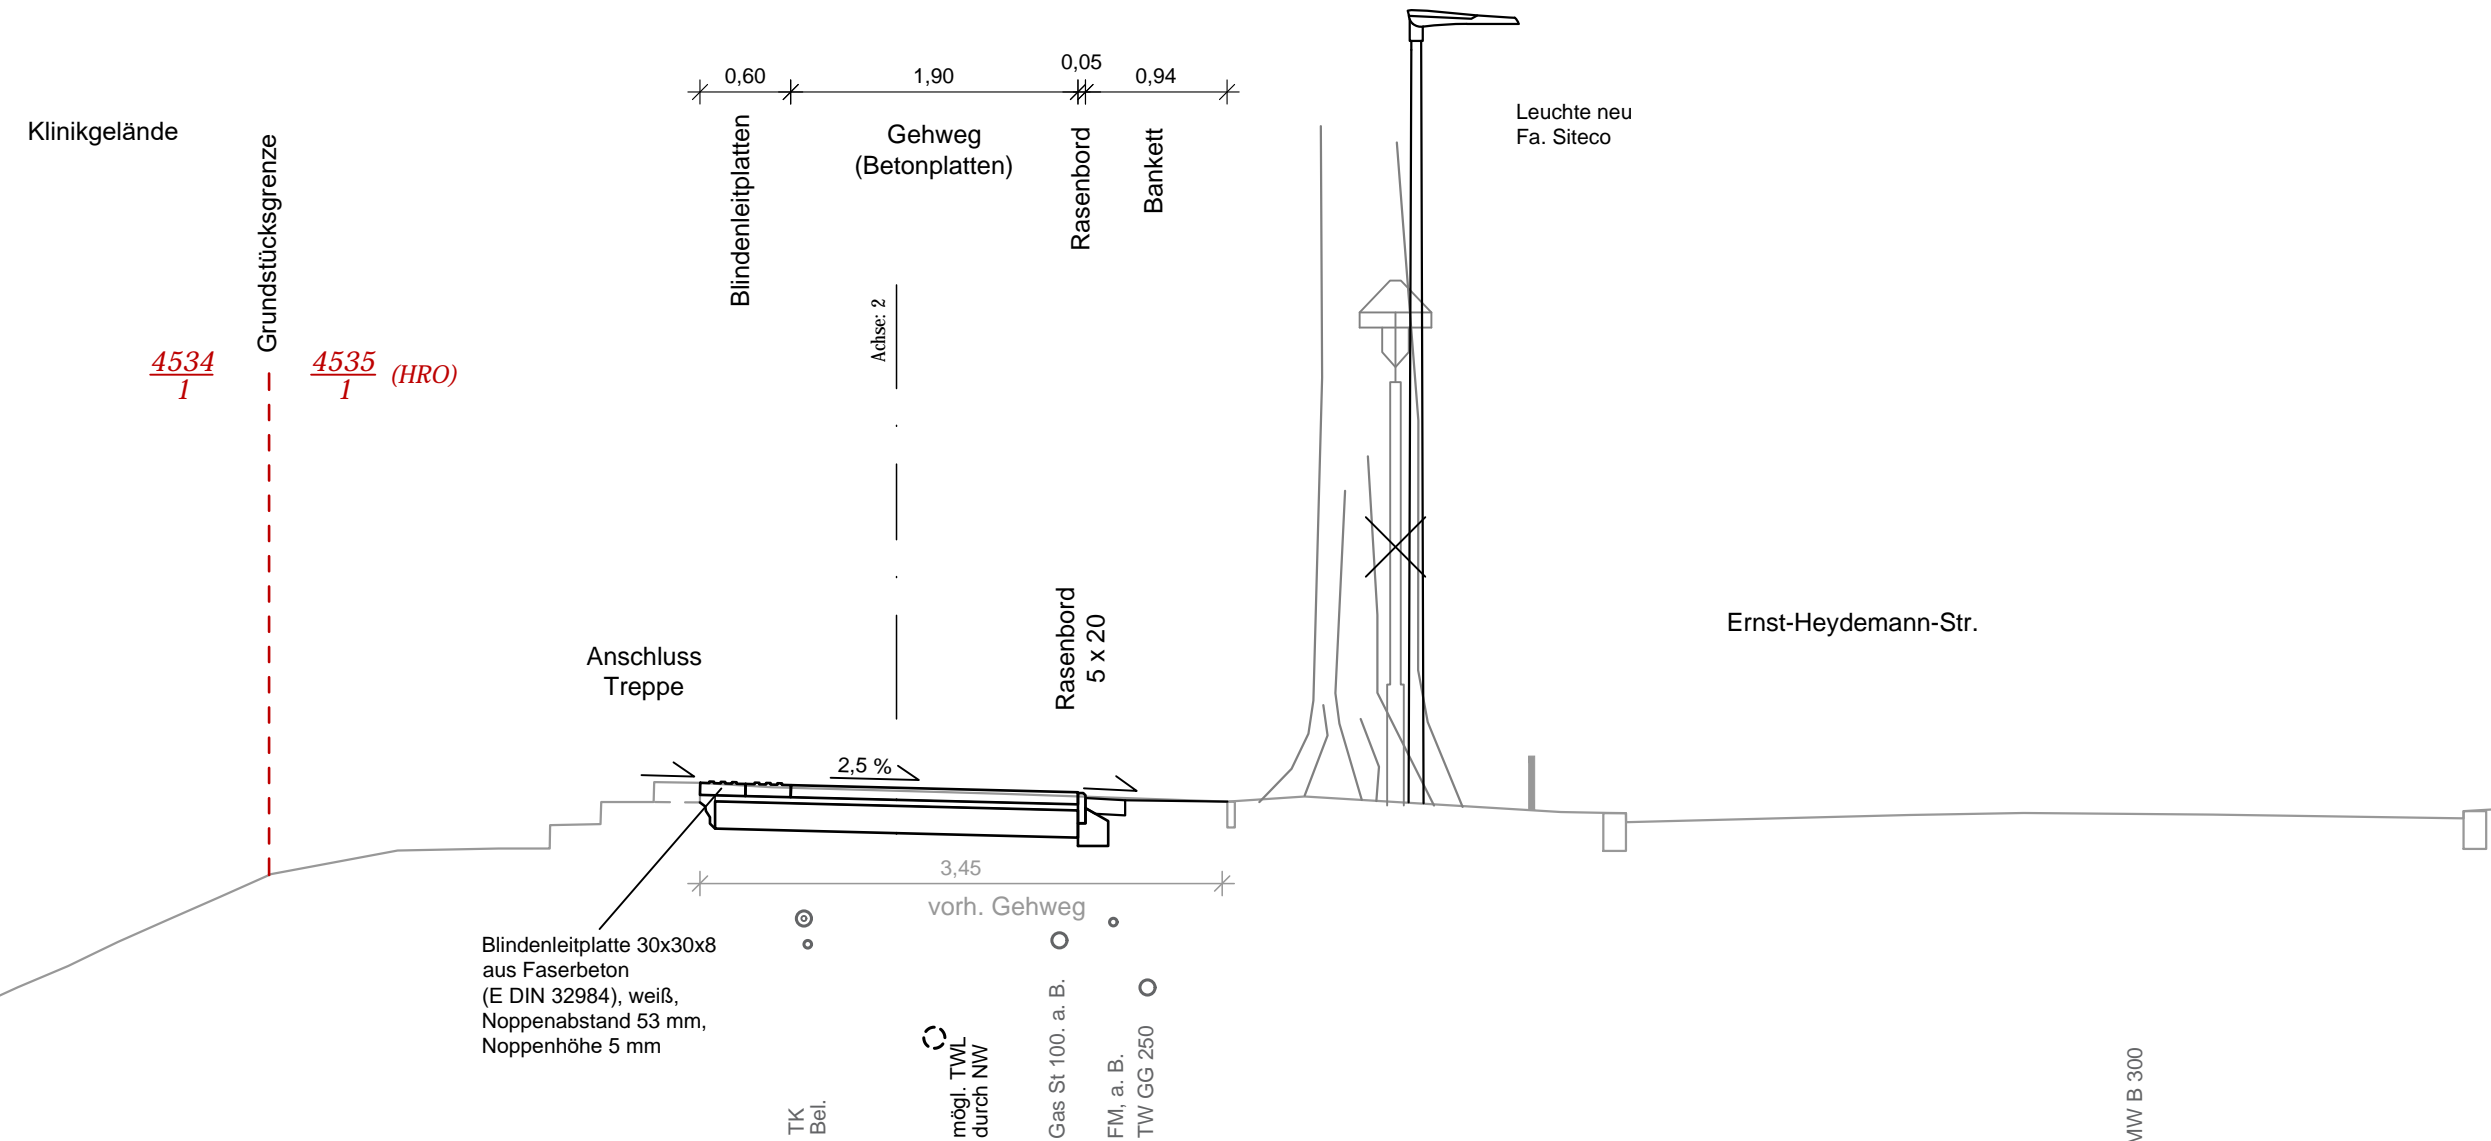 0,60
1,90
0,05
0,94
Klinikgelände
Grundstücksgrenze
Blindenleitplatten
Gehweg
(Betonplatten)
Rasenbord
Bankett
Leuchte neu
Fa. Siteco
Achse: 2
4534
1
4535
1
(HRO)
Anschluss
Treppe
Rasenbord
5 x 20
Ernst-Heydemann-Str.
2,5 %
3,45
vorh. Gehweg
Blindenleitplatte 30x30x8
aus Faserbeton
(E DIN 32984), weiß,
Noppenabstand 53 mm,
Noppenhöhe 5 mm
TK
Bel.
mögl. TWL
durch NW
Gas St 100. a. B.
FM, a. B.
TW GG 250
MW B 300